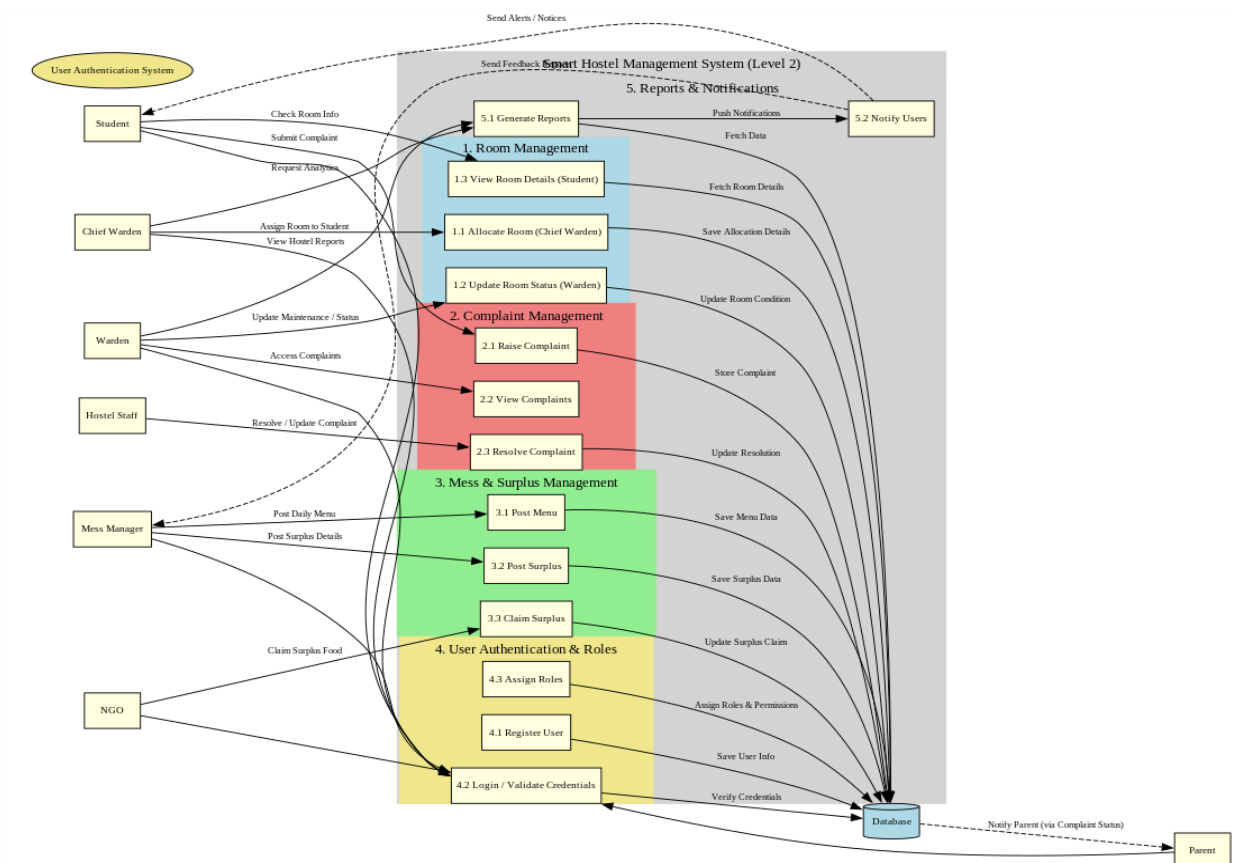 Send Alerts / Notices
User Authentication System
Smart Hostel Management System (Level 2)
Send Feedback
5. Reports & Notifications
Student
Check Room Info
5.1 Generate Reports
Push Notifications
5.2 Notify Users
Submit Complaint
Fetch Data
1. Room Management
Request Analytics
1.3 View Room Details (Student)
Fetch Room Details
Chief Warden
Assign Room to Student
1.1 Allocate Room (Chief Warden)
Save Allocation Details
View Hostel Reports
1.2 Update Room Status (Warden)
Update Room Condition
Update Maintenance / Status
2. Complaint Management
Warden
2.1 Raise Complaint
Access Complaints
Store Complaint
2.2 View Complaints
Hostel Staff
Resolve / Update Complaint
2.3 Resolve Complaint
Update Resolution
3. Mess & Surplus Management
Mess Manager
Post Daily Menu
3.1 Post Menu
Save Menu Data
Post Surplus Details
3.2 Post Surplus
Save Surplus Data
3.3 Claim Surplus
Update Surplus Claim
Claim Surplus Food
4. User Authentication & Roles
4.3 Assign Roles
Assign Roles & Permissions
NGO
4.1 Register User
Save User Info
4.2 Login / Validate Credentials
Verify Credentials
Database
Notify Parent (via Complaint Status)
Parent